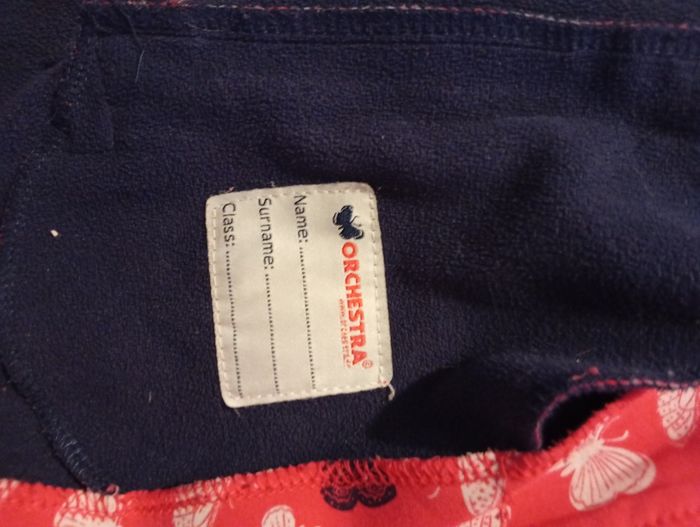 ORCHESTRA®
Name: ....................
Surname: ....................
Class: ....................